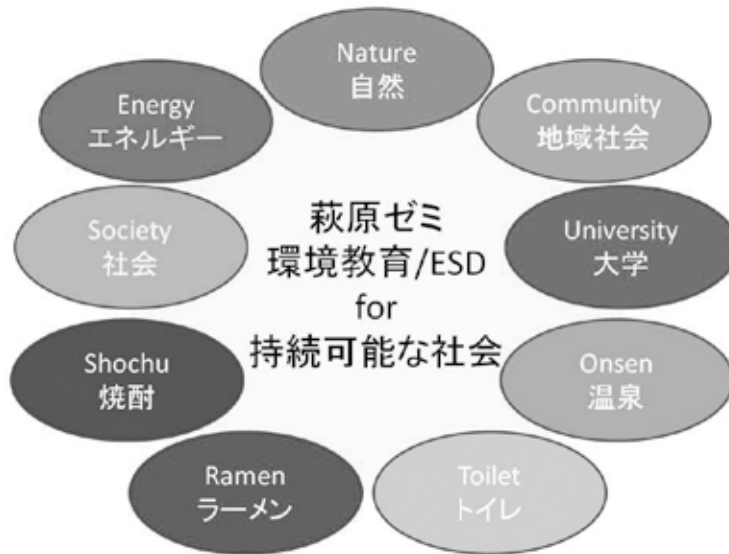 Nature
自然
Community
地域社会
University
大学
Onsen
温泉
Toilet
トイレ
Ramen
ラーメン
Shochu
焼酎
Society
社会
Energy
エネルギー
萩原ゼミ
環境教育/ESD
for
持続可能な社会